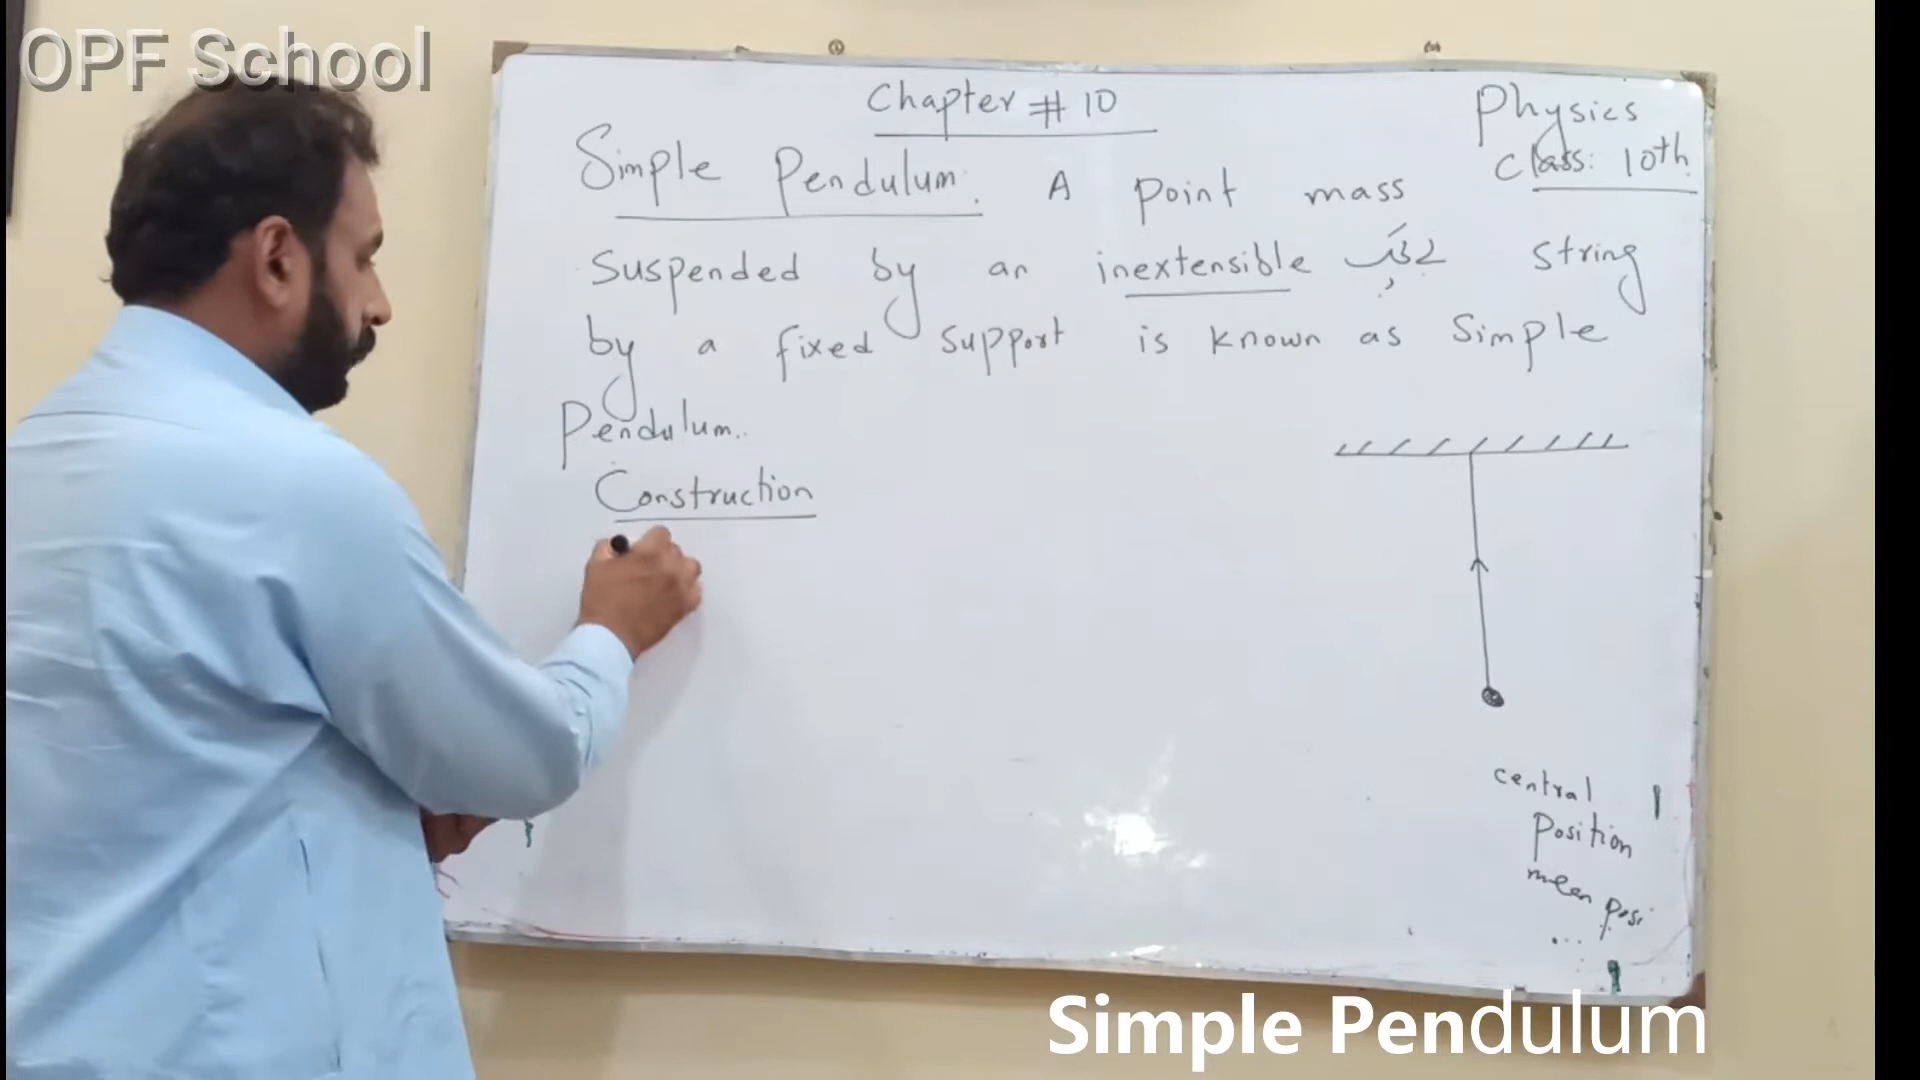 OPF School
Chapter # 10
Physics
Class: 10th
Simple Pendulum: A point mass
suspended by an inextensible string
by a fixed support is known as Simple
Pendulum..
Construction
central
Position
mean posi
...
Simple Pendulum